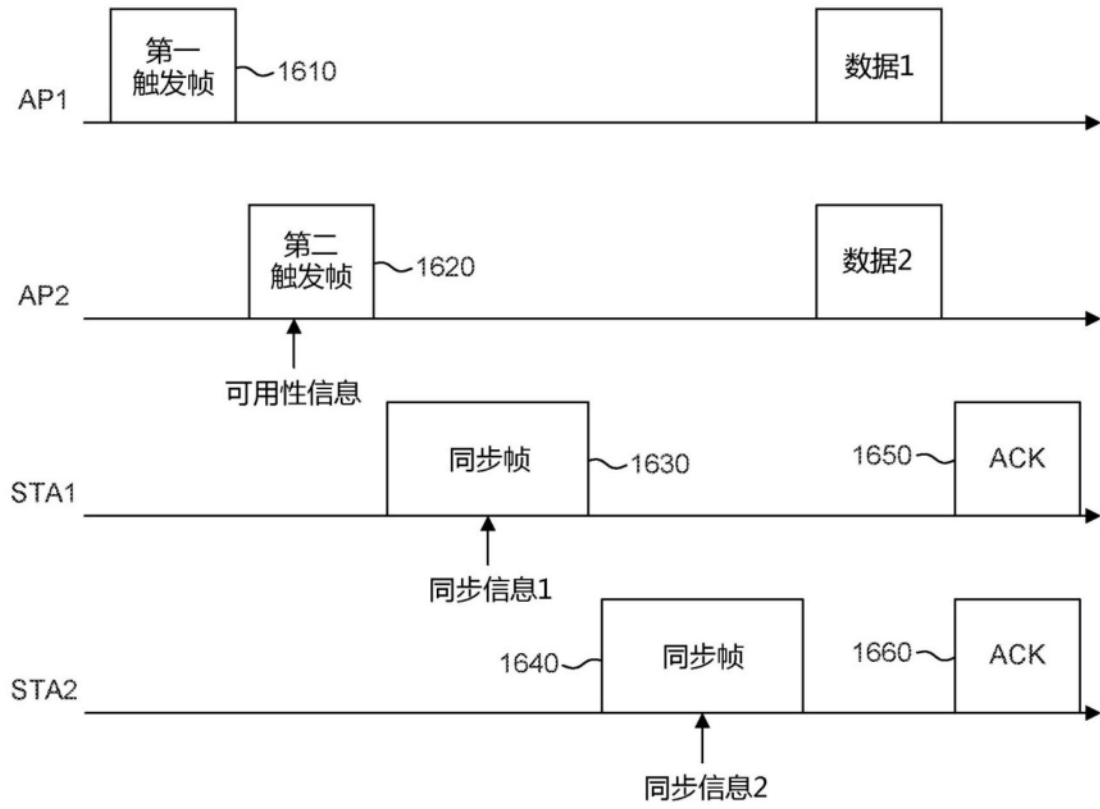 第一
触发帧
1610
数据1
AP1
第二
触发帧
1620
数据2
AP2
可用性信息
同步帧
1630
1650
ACK
STA1
同步信息1
1640
同步帧
1660
ACK
STA2
同步信息2